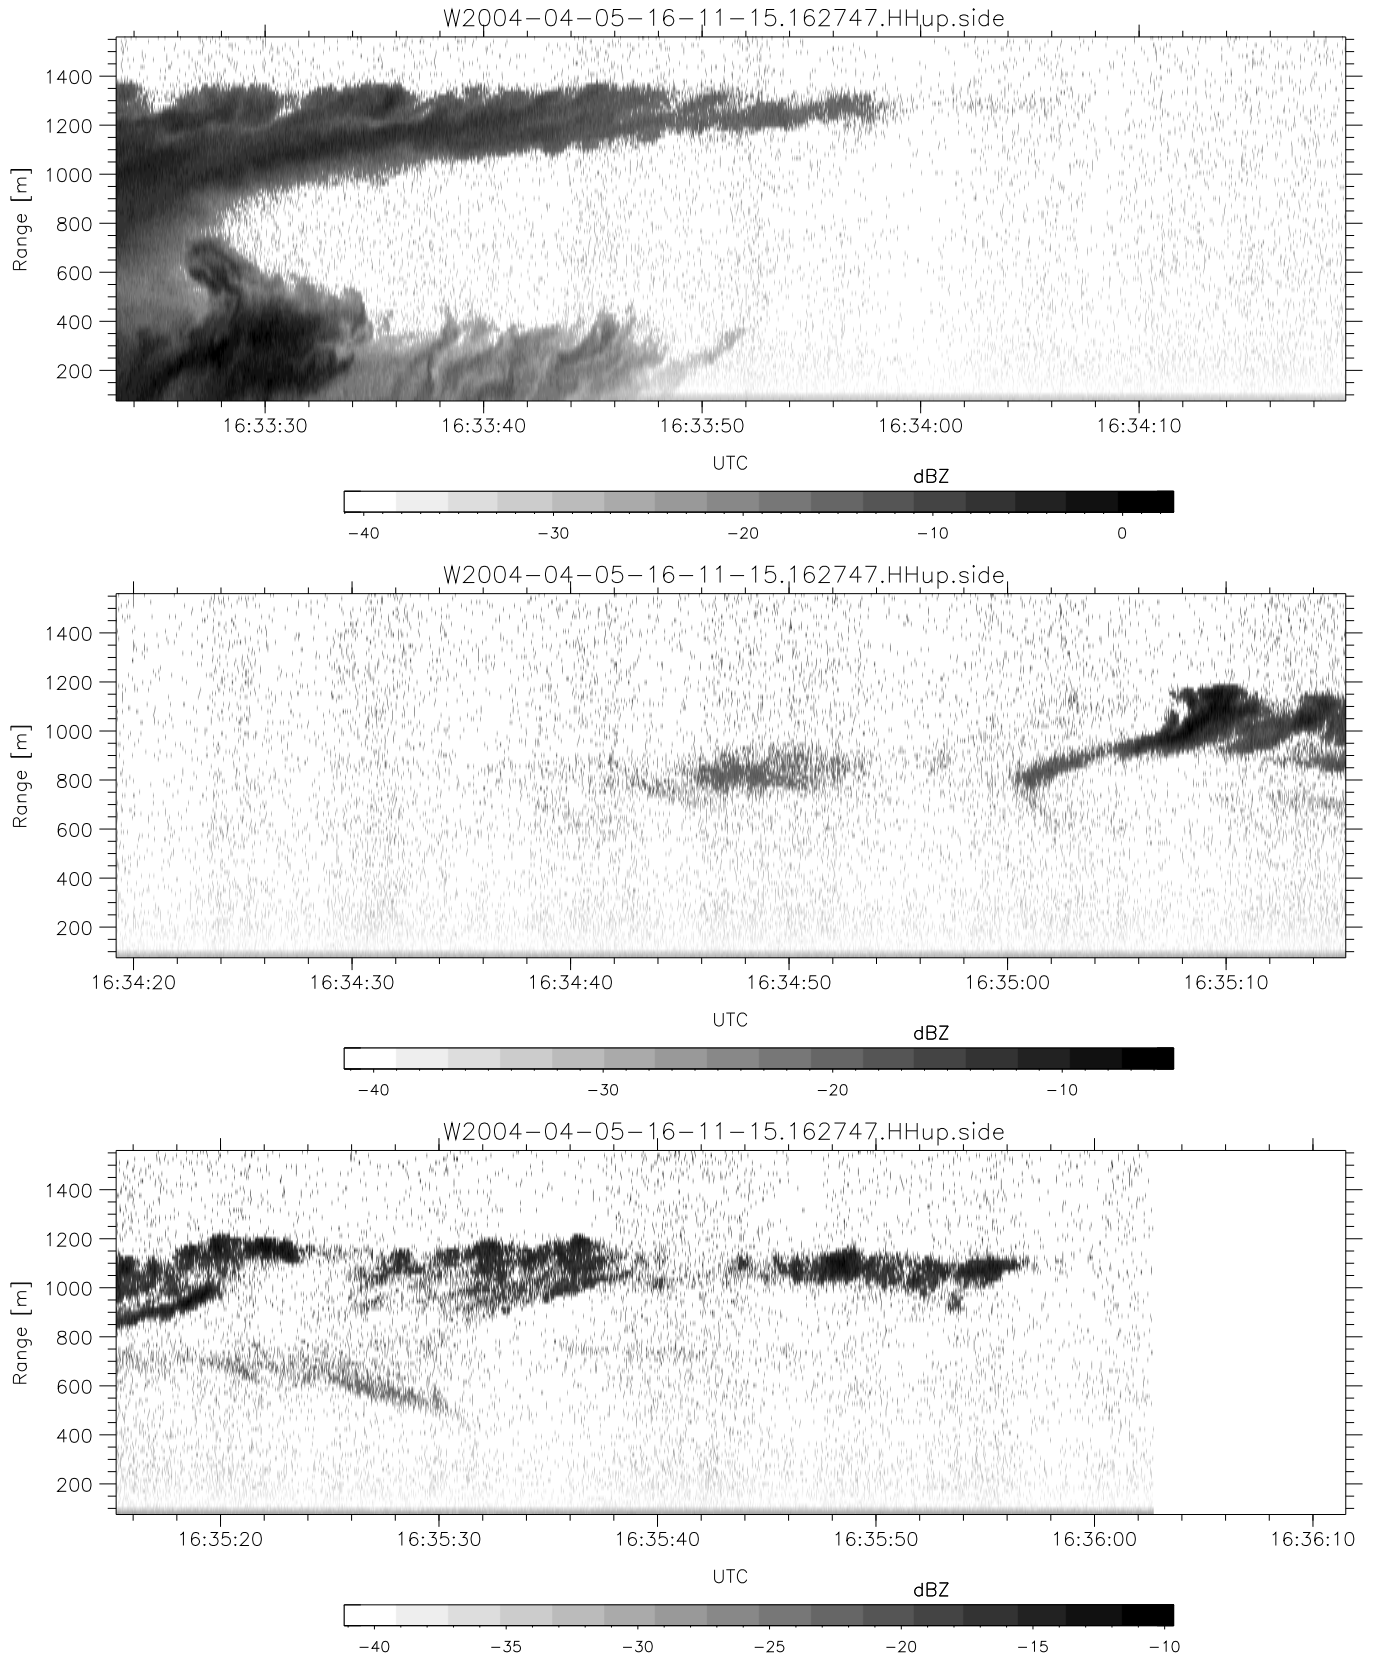 W2004-04-05-16-11-15.162747.HHup.side
1400
1200
1000
800
600
400
200
Range [m]
16:33:30 16:33:40 16:33:50 16:34:00 16:34:10
UTC
dBZ
-40 -30 -20 -10 0
W2004-04-05-16-11-15.162747.HHup.side
1400
1200
1000
800
600
400
200
Range [m]
16:34:20 16:34:30 16:34:40 16:34:50 16:35:00 16:35:10
UTC
dBZ
-40 -30 -20 -10
W2004-04-05-16-11-15.162747.HHup.side
1400
1200
1000
800
600
400
200
Range [m]
16:35:20 16:35:30 16:35:40 16:35:50 16:36:00 16:36:10
UTC
dBZ
-40 -35 -30 -25 -20 -15 -10